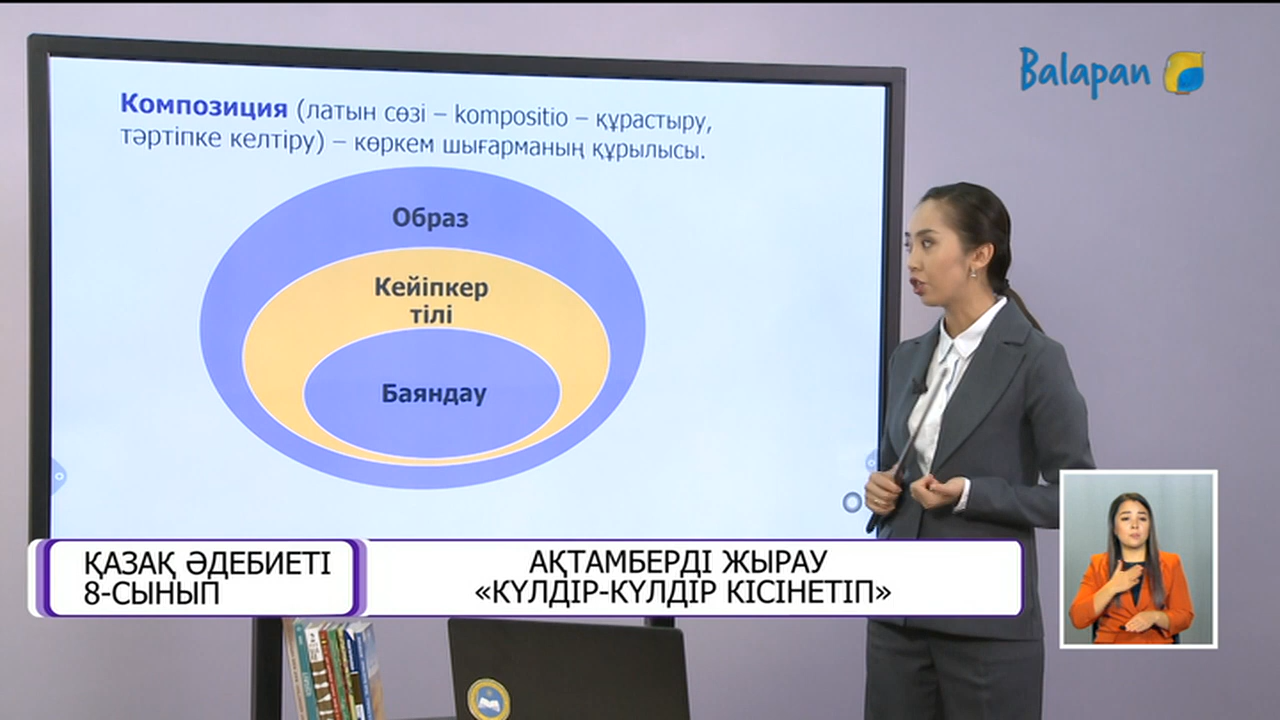 Balapan
Композиция (латын сөзі – kompositio – құрастыру,
тәртіпке келтіру) – көркем шығарманың құрылысы.
Образ
Кейіпкер
тілі
Баяндау
ҚАЗАҚ ӘДЕБИЕТІ
8-СЫНЫП
АҚТАМБЕРДІ ЖЫРАУ
«КҮЛДІР-КҮЛДІР КІСІНЕТІП»